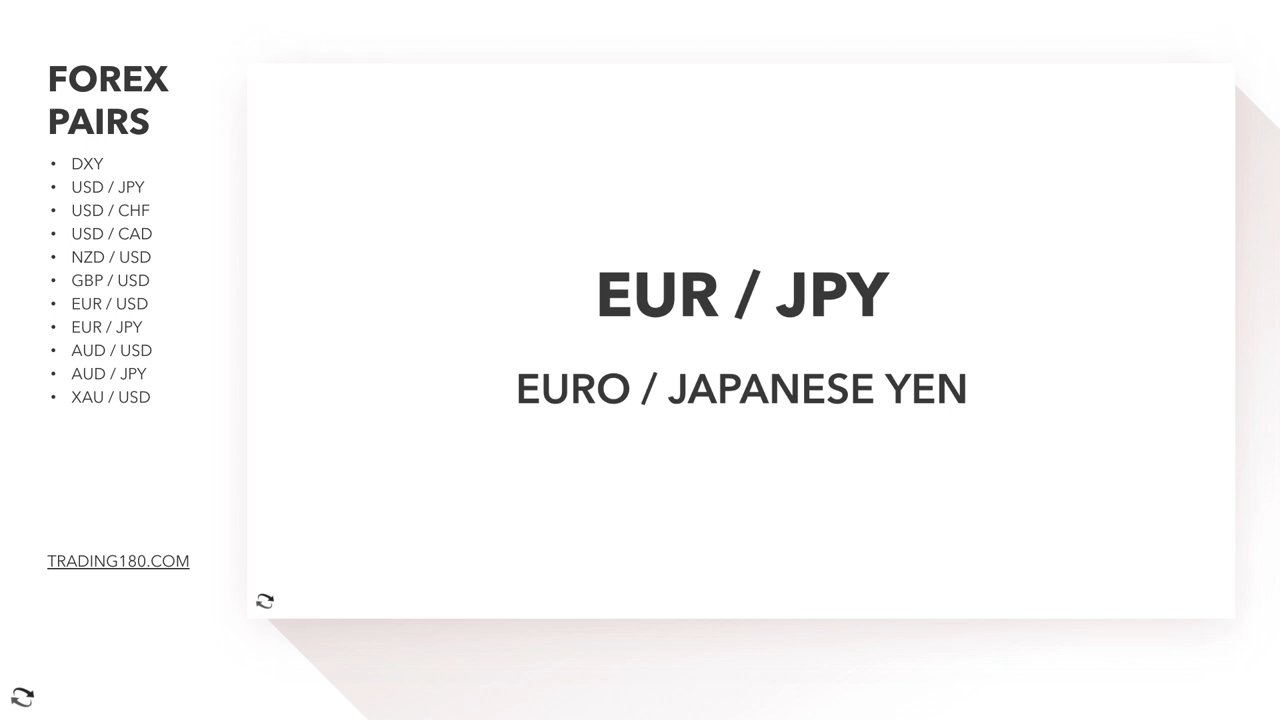 FOREX
PAIRS
• DXY
• USD / JPY
• USD / CHF
• USD / CAD
• NZD / USD
• GBP / USD
• EUR / USD
• EUR / JPY
• AUD / USD
• AUD / JPY
• XAU / USD
TRADING180.COM
EUR / JPY
EURO / JAPANESE YEN